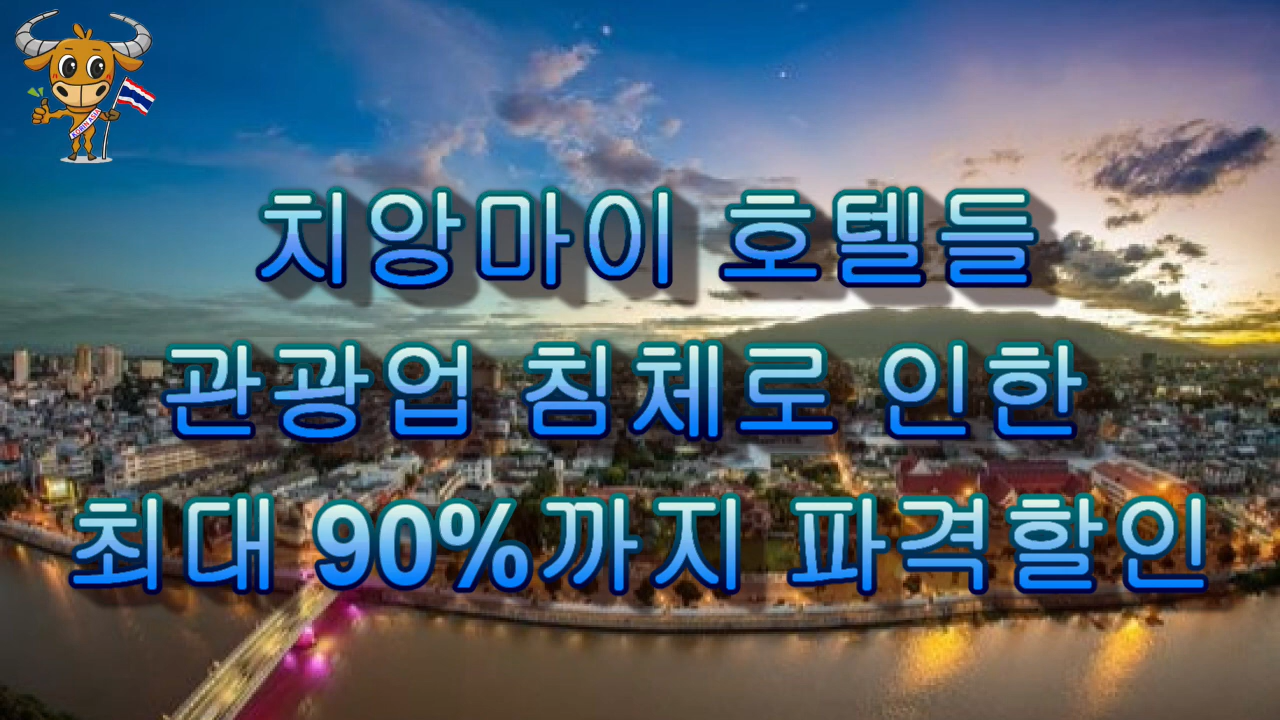 치앙마이 호텔들
관광업 침체로 인한
최대 90%까지 파격할인